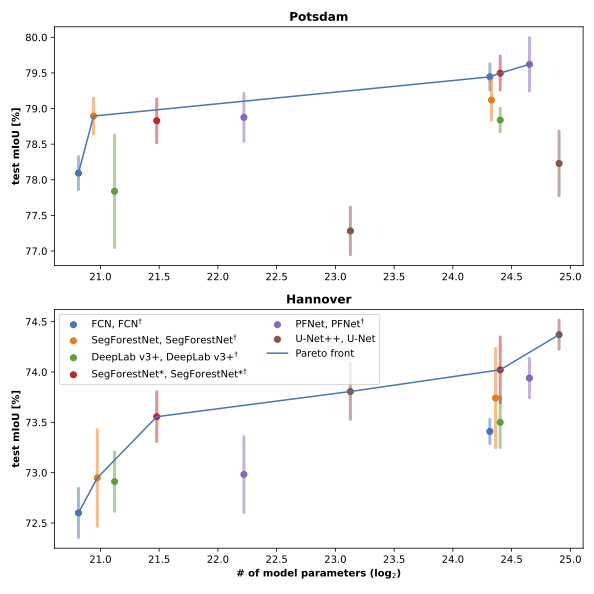 Potsdam
test mIoU [%]
80.0
79.5
79.0
78.5
78.0
77.5
77.0
21.0 21.5 22.0 22.5 23.0 23.5 24.0 24.5 25.0
Hannover
test mIoU [%]
74.5
74.0
73.5
73.0
72.5
FCN, FCN†
SegForestNet, SegForestNet†
DeepLab v3+, DeepLab v3+†
SegForestNet*, SegForestNet*†
PFNet, PFNet†
U-Net++, U-Net
Pareto front
21.0 21.5 22.0 22.5 23.0 23.5 24.0 24.5 25.0
# of model parameters (log₂)